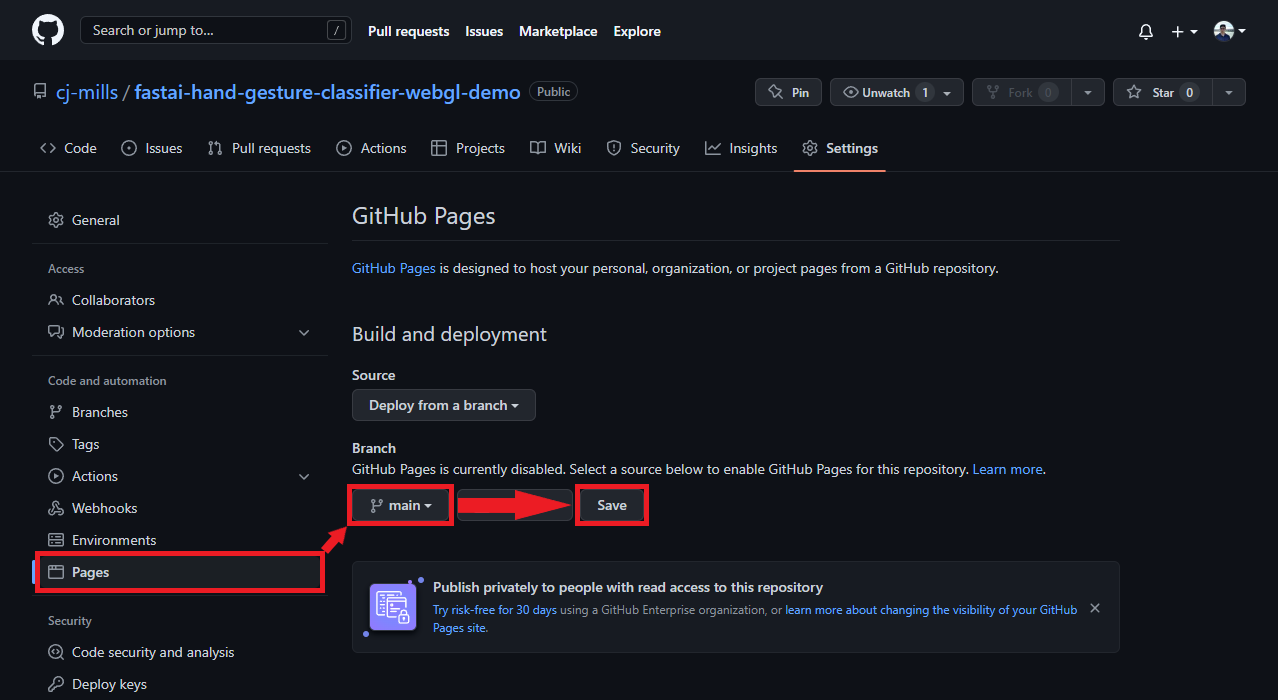 Search or jump to... /
Pull requests Issues Marketplace Explore
cj-mills / fastai-hand-gesture-classifier-webgl-demo Public
Pin Unwatch 1 Fork 0 Star 0
Code Issues Pull requests Actions Projects Wiki Security Insights Settings
General
Access
Collaborators
Moderation options
Code and automation
Branches
Tags
Actions
Webhooks
Environments
Pages
Security
Code security and analysis
Deploy keys
GitHub Pages
GitHub Pages is designed to host your personal, organization, or project pages from a GitHub repository.
Build and deployment
Source
Deploy from a branch
Branch
GitHub Pages is currently disabled. Select a source below to enable GitHub Pages for this repository. Learn more.
main Save
Publish privately to people with read access to this repository
Try risk-free for 30 days using a GitHub Enterprise organization, or learn more about changing the visibility of your GitHub
Pages site.